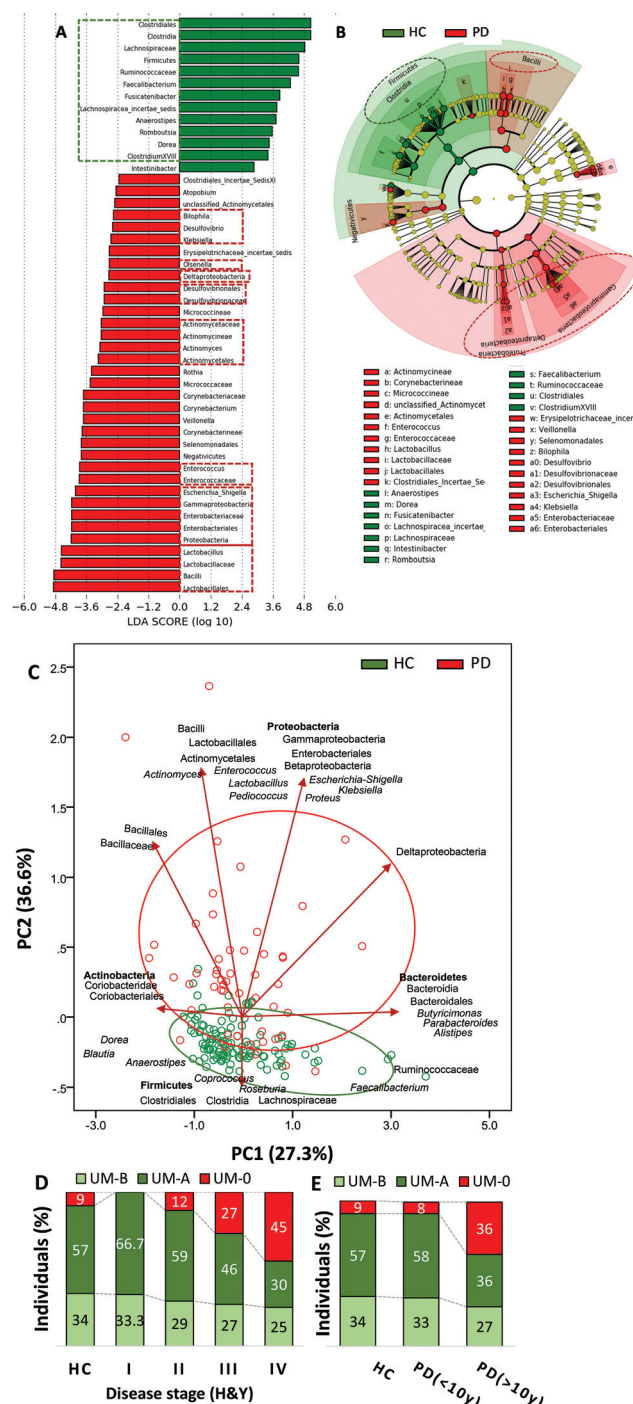 A
Clostridiales
Clostridia
Lachnospiraceae
Firmicutes
Ruminococcaceae
Faecalibacterium
Fusicatenibacter
Lachnospiracea_incertae_sedis
Anaerostipes
Romboutsia
Dorea
ClostridiumXVIII
Intestinibacter
Clostridiales_Incertae_SedisXI
Atopobium
unclassified_Actinomycetales
Bilophila
Desulfovibrio
Klebsiella
Erysipelotrichaceae_incertae_sedis
Olsenella
Deltaproteobacteria
Desulfovibrionales
Desulfovibrionaceae
Micrococcineae
Actinomycetaceae
Actinomycineae
Actinomyces
Actinomycetales
Rothia
Micrococcaceae
Corynebacteriaceae
Corynebacterium
Veillonella
Corynebacterineae
Selenomonadales
Negativicutes
Enterococcus
Enterococcaceae
Escherichia_Shigella
Gammaproteobacteria
Enterobacteriaceae
Enterobacteriales
Proteobacteria
Lactobacillus
Lactobacillaceae
Bacilli
Lactobacillales
−6.0 −4.8 −3.6 −2.4 −1.2 0.0 1.2 2.4 3.6 4.8 6.0
LDA SCORE (log 10)
B
HC PD
Firmicutes
Clostridia
Bacilli
Negativicutes
Gammaproteobacteria
Deltaproteobacteria
Proteobacteria
u
k
y
e
a5
a6
a1
a2
a: Actinomycineae
b: Corynebacterineae
c: Micrococcineae
d: unclassified_Actinomycet
e: Actinomycetales
f: Enterococcus
g: Enterococcaceae
h: Lactobacillus
i: Lactobacillaceae
j: Lactobacillales
k: Clostridiales_Incertae_Se
l: Anaerostipes
m: Dorea
n: Fusicatenibacter
o: Lachnospiracea_incertae_
p: Lachnospiraceae
q: Intestinibacter
r: Romboutsia
s: Faecalibacterium
t: Ruminococcaceae
u: Clostridiales
v: ClostridiumXVIII
w: Erysipelotrichaceae_incer
x: Veillonella
y: Selenomonadales
z: Bilophila
a0: Desulfovibrio
a1: Desulfovibrionaceae
a2: Desulfovibrionales
a3: Escherichia_Shigella
a4: Klebsiella
a5: Enterobacteriaceae
a6: Enterobacteriales
C
HC PD
2.5
2.0
1.5
1.0
.5
.0
-.5
PC2 (36.6%)
Bacilli
Lactobacillales
Actinomycetales
Actinomyces
Enterococcus
Lactobacillus
Pediococcus
Proteobacteria
Gammaproteobacteria
Enterobacteriales
Betaproteobacteria
Escherichia-Shigella
Klebsiella
Proteus
Bacillales
Bacillaceae
Deltaproteobacteria
Actinobacteria
Coriobacteridae
Coriobacteriales
Bacteroidetes
Bacteroidia
Bacteroidales
Butyricimonas
Parabacteroides
Alistipes
Dorea
Blautia
Anaerostipes
Coprococcus
Roseburia
Ruminococcaceae
Faecalibacterium
Firmicutes
Clostridiales Clostridia Lachnospiraceae
-3.0 -1.0 1.0 3.0 5.0
PC1 (27.3%)
D
UM-B UM-A UM-0
Individuals (%)
9 12 27 45
57 66.7 59 46 30
34 33.3 29 27 25
HC I II III IV
Disease stage (H&Y)
E
UM-B UM-A UM-0
Individuals (%)
9 8 36
57 58 36
34 33 27
HC PD(<10y) PD(>10y)